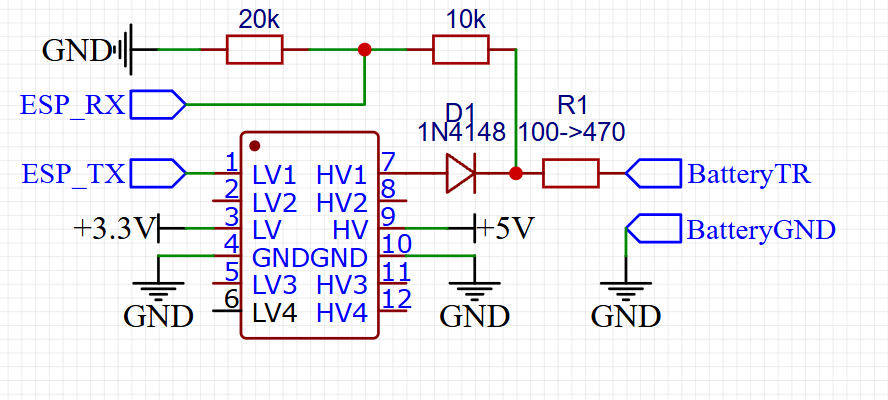 20k
10k
GND
ESP_RX
D1
R1
1N4148
100->470
ESP_TX
1
LV1
HV1
7
BatteryTR
2
LV2
HV2
8
+3.3V
3
LV
HV
9
+5V
BatteryGND
4
GND
GND
10
5
LV3
HV3
11
6
LV4
HV4
12
GND
GND
GND